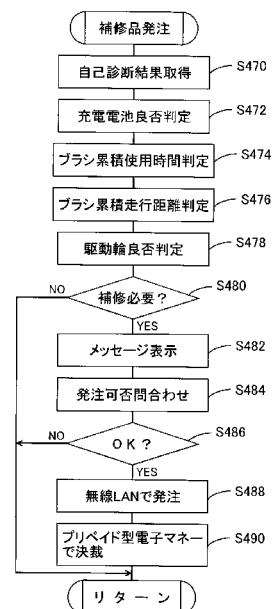 補修品発注
自己診断結果取得
S470
充電電池良否判定
S472
ブラシ累積使用時間判定
S474
ブラシ累積走行距離判定
S476
駆動輪良否判定
S478
NO
補修必要?
S480
YES
メッセージ表示
S482
発注可否問合わせ
S484
NO
OK?
S486
YES
無線LANで発注
S488
プリペイド型電子マネー
で決裁
S490
リターン